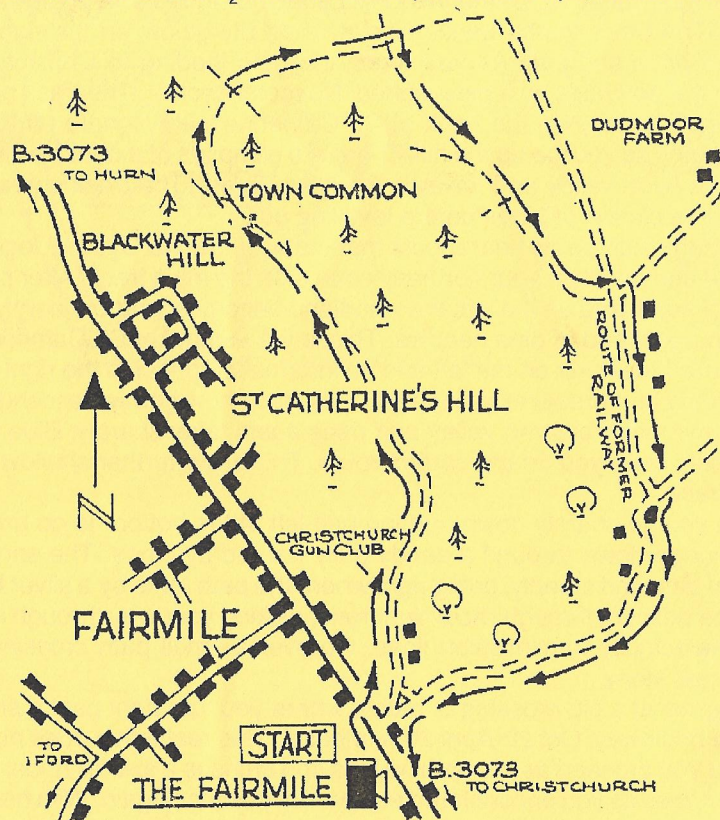 DUDMOOR
FARM
B.3073
TO HURN
TOWN COMMON
BLACKWATER
HILL
ROUTE OF FORMER
RAILWAY
ST CATHERINE'S HILL
N
CHRISTCHURCH
GUN CLUB
FAIRMILE
START
TO
IFORD
THE FAIRMILE
B.3073
TO CHRISTCHURCH